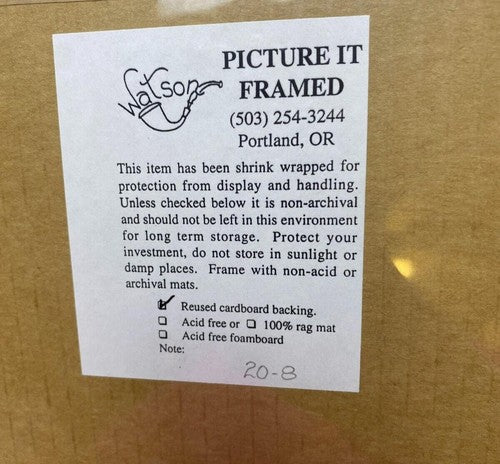 Watson
PICTURE IT
FRAMED
(503) 254-3244
Portland, OR
This item has been shrink wrapped for
protection from display and handling.
Unless checked below it is non-archival
and should not be left in this environment
for long term storage. Protect your
investment, do not store in sunlight or
damp places. Frame with non-acid or
archival mats.
Reused cardboard backing.
Acid free or ❑ 100% rag mat
Acid free foamboard
Note:
20-8